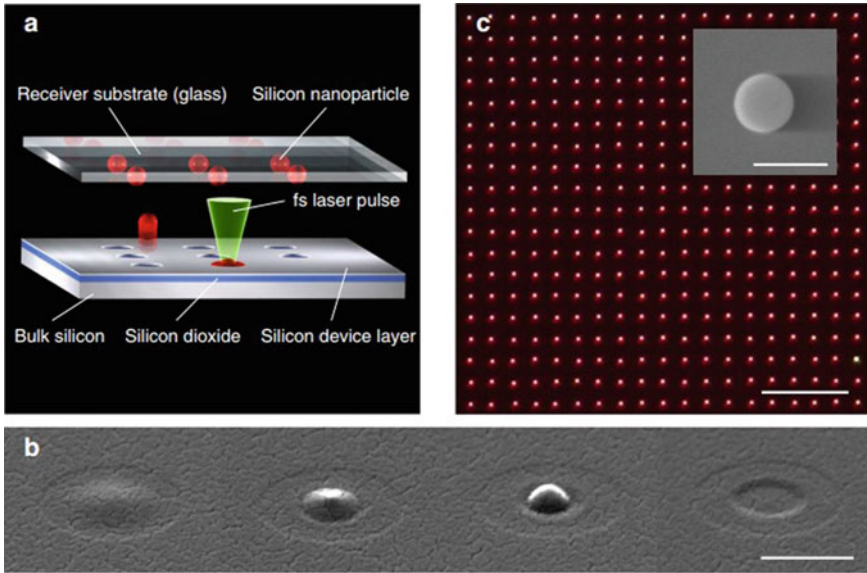 a
Receiver substrate (glass)
Silicon nanoparticle
fs laser pulse
Bulk silicon
Silicon dioxide
Silicon device layer
c
b